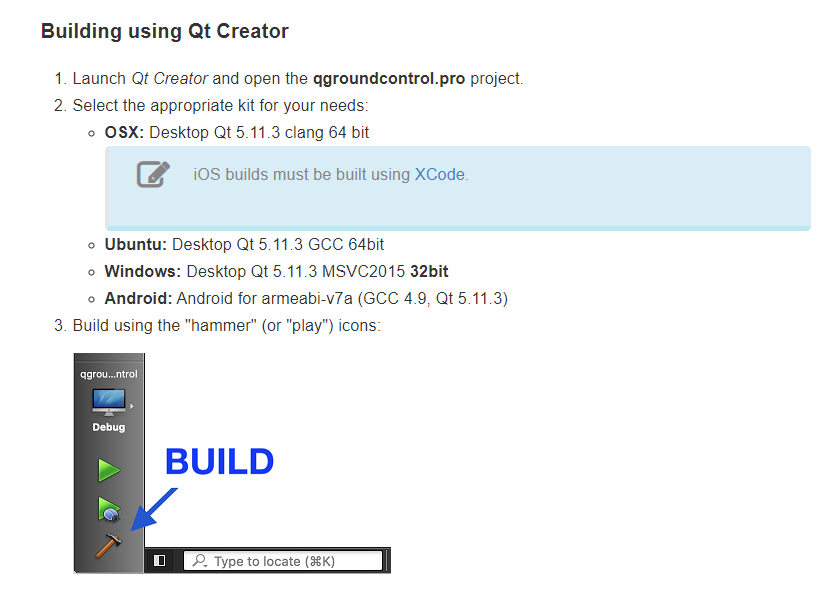 Building using Qt Creator
1. Launch Qt Creator and open the qgroundcontrol.pro project.
2. Select the appropriate kit for your needs:
OSX: Desktop Qt 5.11.3 clang 64 bit
iOS builds must be built using XCode.
Ubuntu: Desktop Qt 5.11.3 GCC 64bit
Windows: Desktop Qt 5.11.3 MSVC2015 32bit
Android: Android for armeabi-v7a (GCC 4.9, Qt 5.11.3)
3. Build using the "hammer" (or "play") icons:
qgrou...ntrol
Debug
BUILD
Type to locate (⌘K)